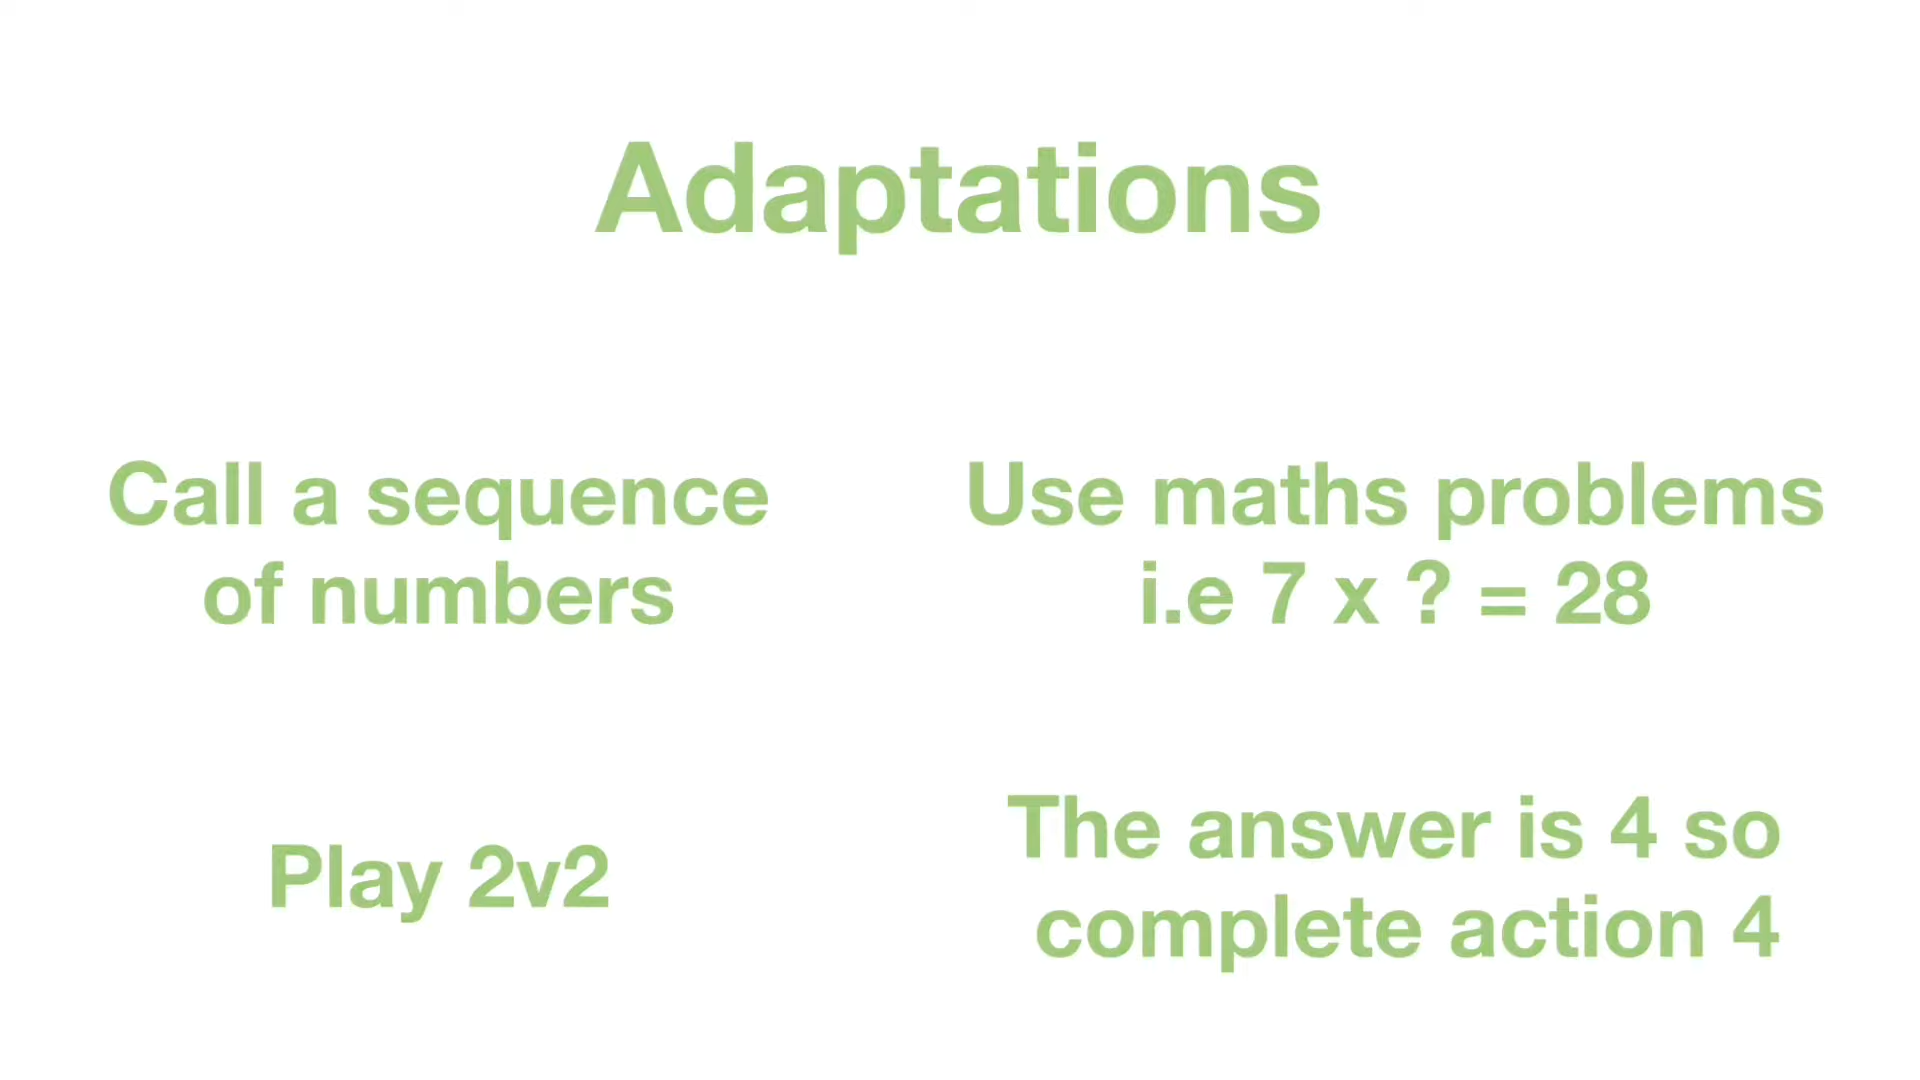 Adaptations
Call a sequence
of numbers
Use maths problems
i.e 7 x ? = 28
Play 2v2
The answer is 4 so
complete action 4